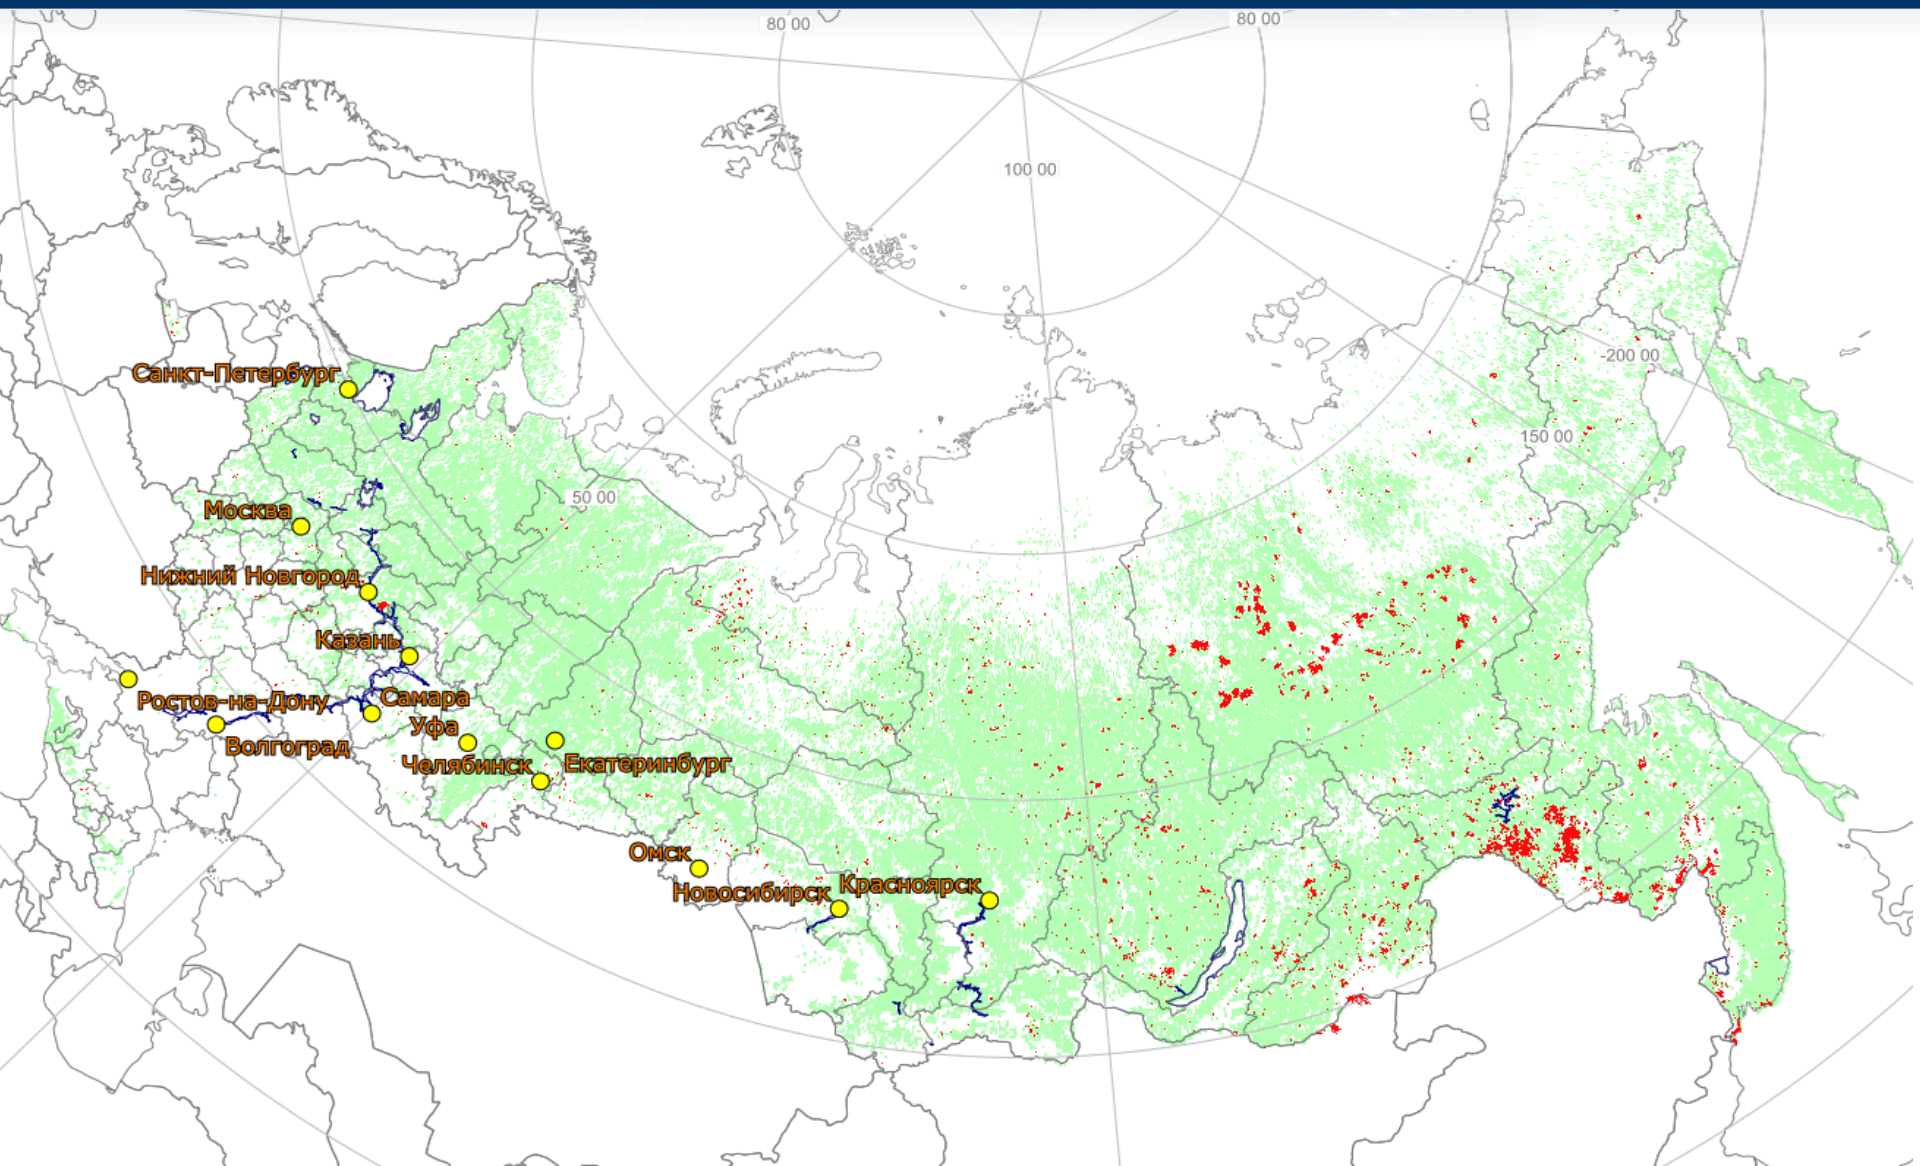 80 00
80 00
100 00
-200 00
Санкт-Петербург
150 00
50 00
Москва
Нижний Новгород
Казань
Самара
Ростов-на-Дону
Уфа
Волгоград
Челябинск
Екатеринбург
Омск
Новосибирск
Красноярск